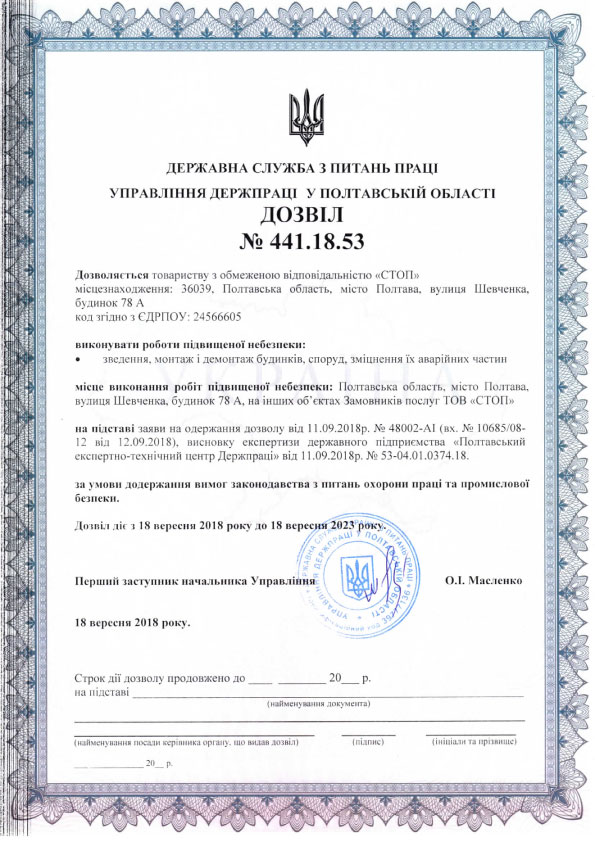 ДЕРЖАВНА СЛУЖБА З ПИТАНЬ ПРАЦІ
УПРАВЛІННЯ ДЕРЖПРАЦІ У ПОЛТАВСЬКІЙ ОБЛАСТІ
ДОЗВІЛ
№ 441.18.53
Дозволяється товариству з обмеженою відповідальністю «СТОП»
місцезнаходження: 36039, Полтавська область, місто Полтава, вулиця Шевченка,
будинок 78 А
код згідно з ЄДРПОУ: 24566605
виконувати роботи підвищеної небезпеки:
• зведення, монтаж і демонтаж будинків, споруд, зміцнення їх аварійних частин
УКРАЇНА
місце виконання робіт підвищеної небезпеки: Полтавська область, місто Полтава,
вулиця Шевченка, будинок 78 А, на інших об’єктах Замовників послуг ТОВ «СТОП»
на підставі заяви на одержання дозволу від 11.09.2018р. № 48002-АІ (вх. № 10685/08-
12 від 12.09.2018), висновку експертизи державного підприємства «Полтавський
експертно-технічний центр Держпраці» від 11.09.2018р. № 53-04.01.0374.18.
за умови додержання вимог законодавства з питань охорони праці та промислової
безпеки.
Дозвіл діє з 18 вересня 2018 року до 18 вересня 2023 року.
Перший заступник начальника Управління О.І. Масленко
УПРАВЛІННЯ ДЕРЖПРАЦІ У ПОЛТАВСЬКІЙ ОБЛАСТІ
18 вересня 2018 року.
Строк дії дозволу продовжено до ____ ________ 20___ р.
на підставі ____________________
(найменування документа)
(найменування посади керівника органу, що видав дозвіл) (підпис) (ініціали та прізвище)
___ ____________ 20__ р.